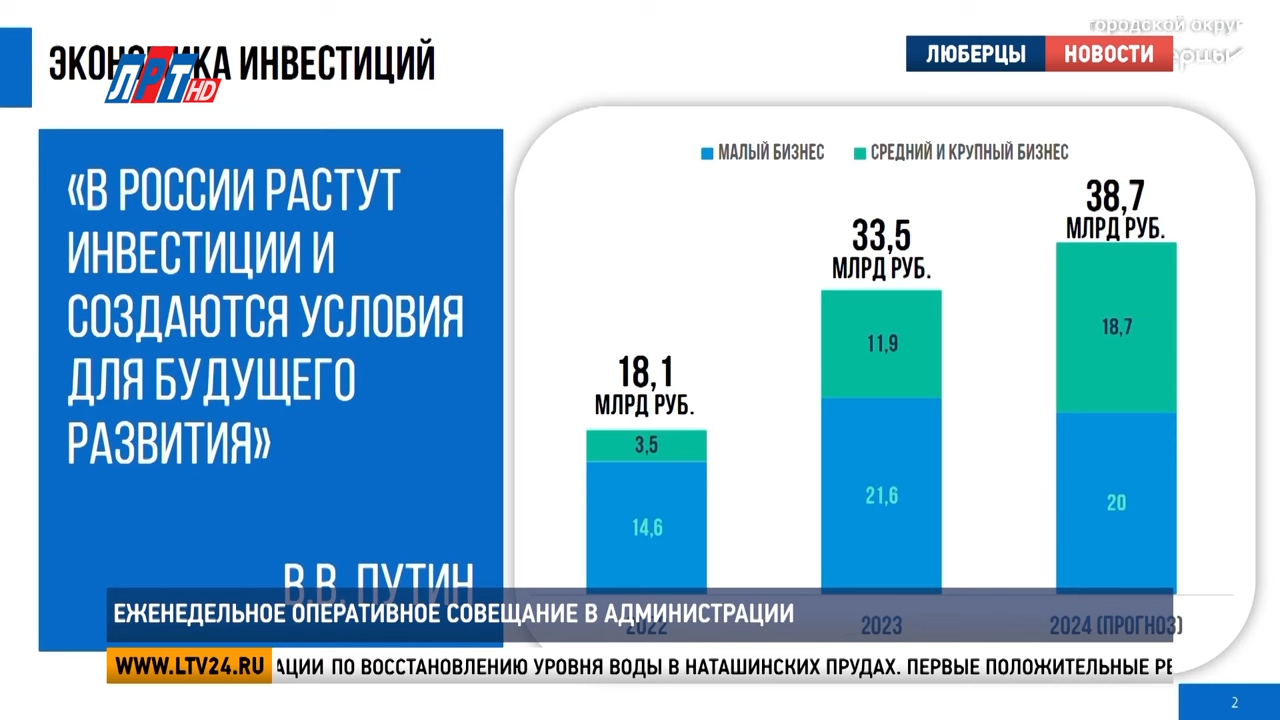 городской округ
ЭКОНОМИКА ИНВЕСТИЦИЙ
ЛРТ HD
ЛЮБЕРЦЫ НОВОСТИ
«В РОССИИ РАСТУТ
ИНВЕСТИЦИИ И
СОЗДАЮТСЯ УСЛОВИЯ
ДЛЯ БУДУЩЕГО
РАЗВИТИЯ»
В.В. ПУТИН
МАЛЫЙ БИЗНЕС СРЕДНИЙ И КРУПНЫЙ БИЗНЕС
18,1
МЛРД РУБ.
3,5
14,6
2022
33,5
МЛРД РУБ.
11,9
21,6
2023
38,7
МЛРД РУБ.
18,7
20
2024 (ПРОГНОЗ)
ЕЖЕНЕДЕЛЬНОЕ ОПЕРАТИВНОЕ СОВЕЩАНИЕ В АДМИНИСТРАЦИИ
WWW.LTV24.RU АЦИИ ПО ВОССТАНОВЛЕНИЮ УРОВНЯ ВОДЫ В НАТАШИНСКИХ ПРУДАХ. ПЕРВЫЕ ПОЛОЖИТЕЛЬНЫЕ РЕ
2